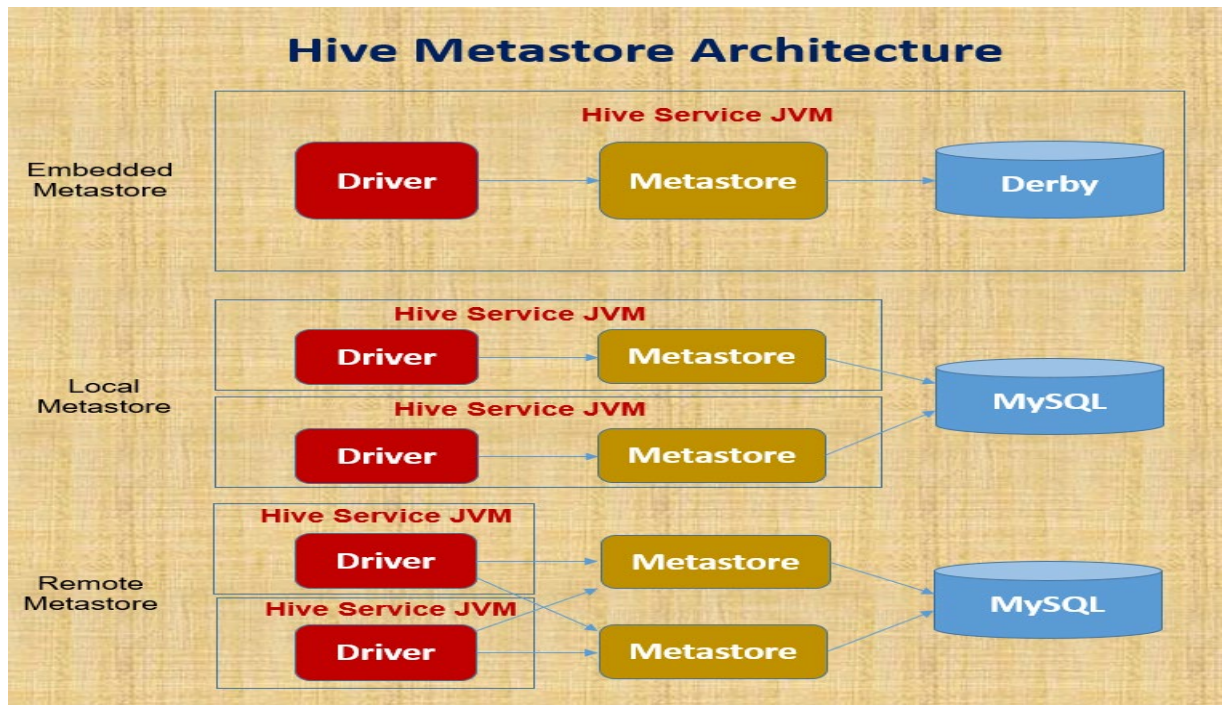 Hive Metastore Architecture
Hive Service JVM
Embedded
Metastore
Driver
Metastore
Derby
Hive Service JVM
Driver
Metastore
Local
Metastore
MySQL
Hive Service JVM
Driver
Metastore
Hive Service JVM
Driver
Metastore
Remote
Metastore
MySQL
Hive Service JVM
Driver
Metastore